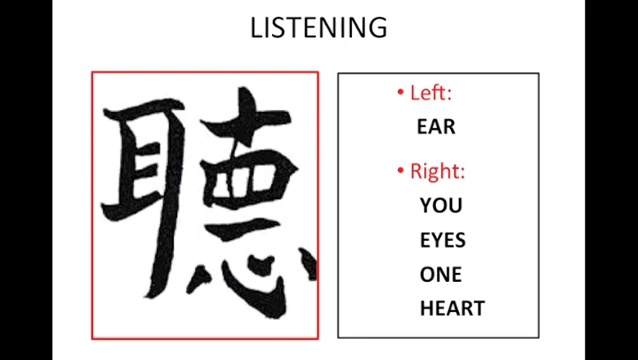 LISTENING
聽
• Left:
EAR
• Right:
YOU
EYES
ONE
HEART